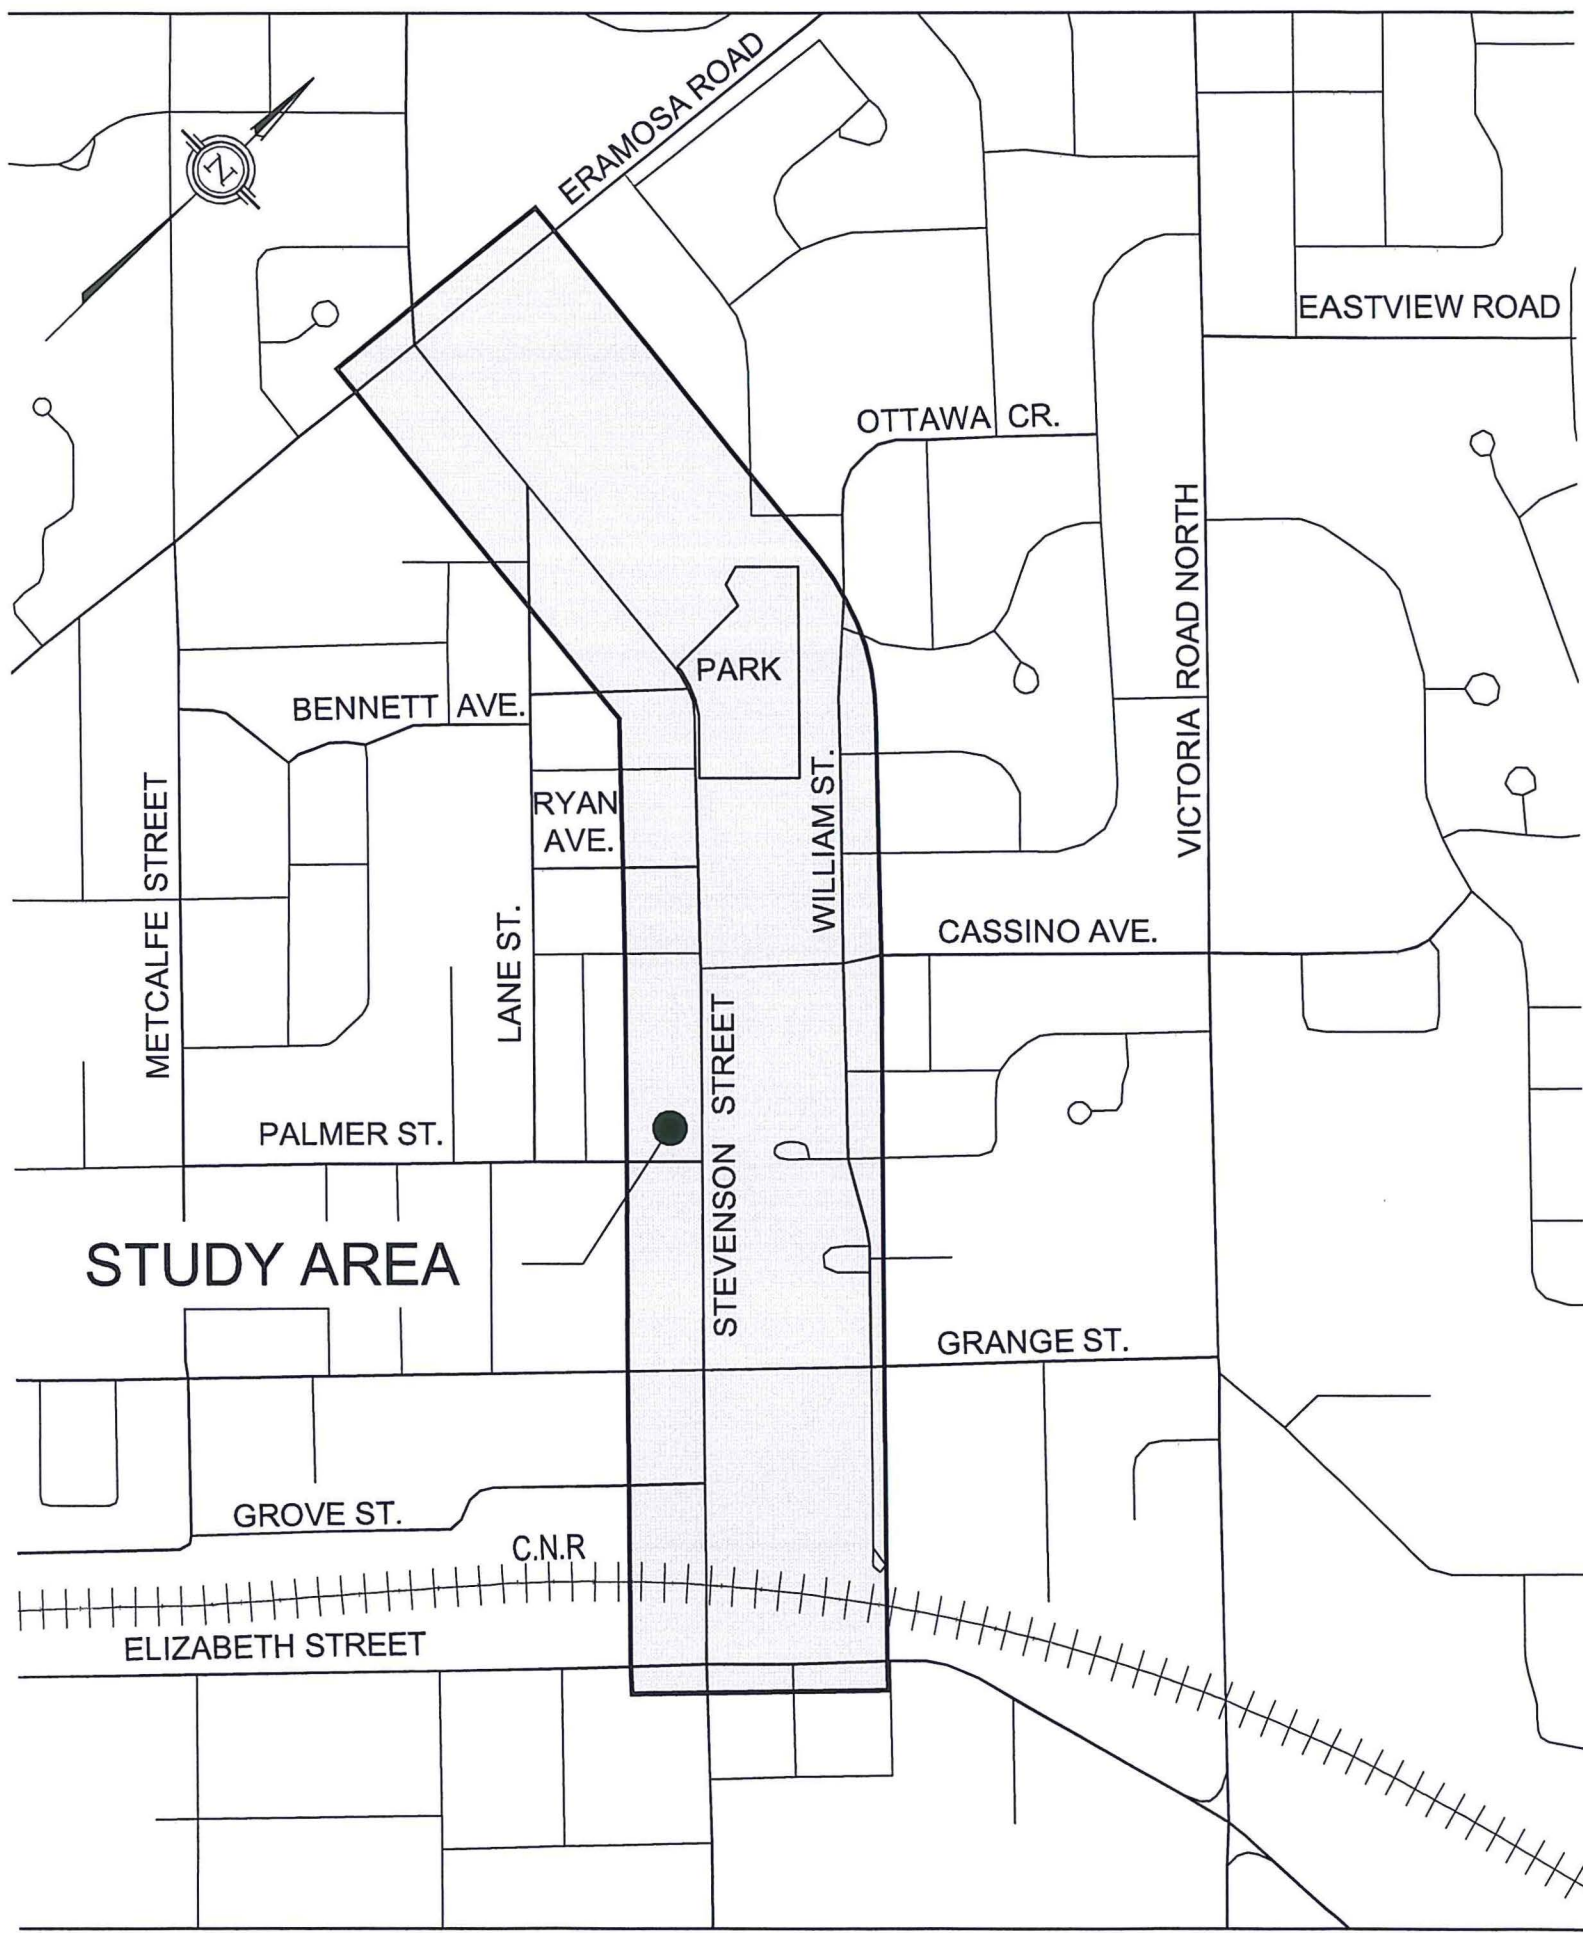 ERAMOSA ROAD
N
EASTVIEW ROAD
OTTAWA CR.
VICTORIA ROAD NORTH
PARK
BENNETT AVE.
RYAN
AVE.
WILLIAM ST.
METCALFE STREET
LANE ST.
CASSINO AVE.
STEVENSON STREET
PALMER ST.
STUDY AREA
GRANGE ST.
GROVE ST.
C.N.R
ELIZABETH STREET